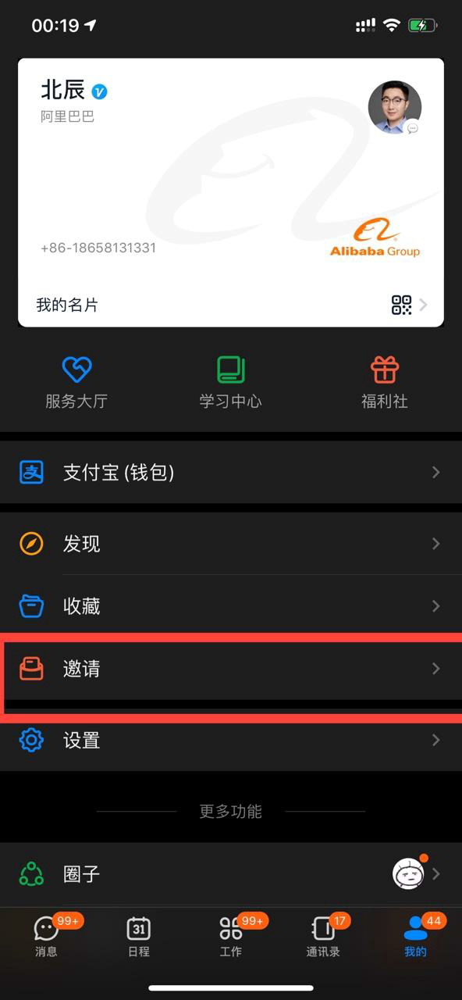 00:19
北辰
阿里巴巴
+86-18658131331
Alibaba Group
我的名片
服务大厅
学习中心
福利社
支付宝 (钱包)
发现
收藏
邀请
设置
更多功能
圈子
99+
31
99+
17
44
消息
日程
工作
通讯录
我的